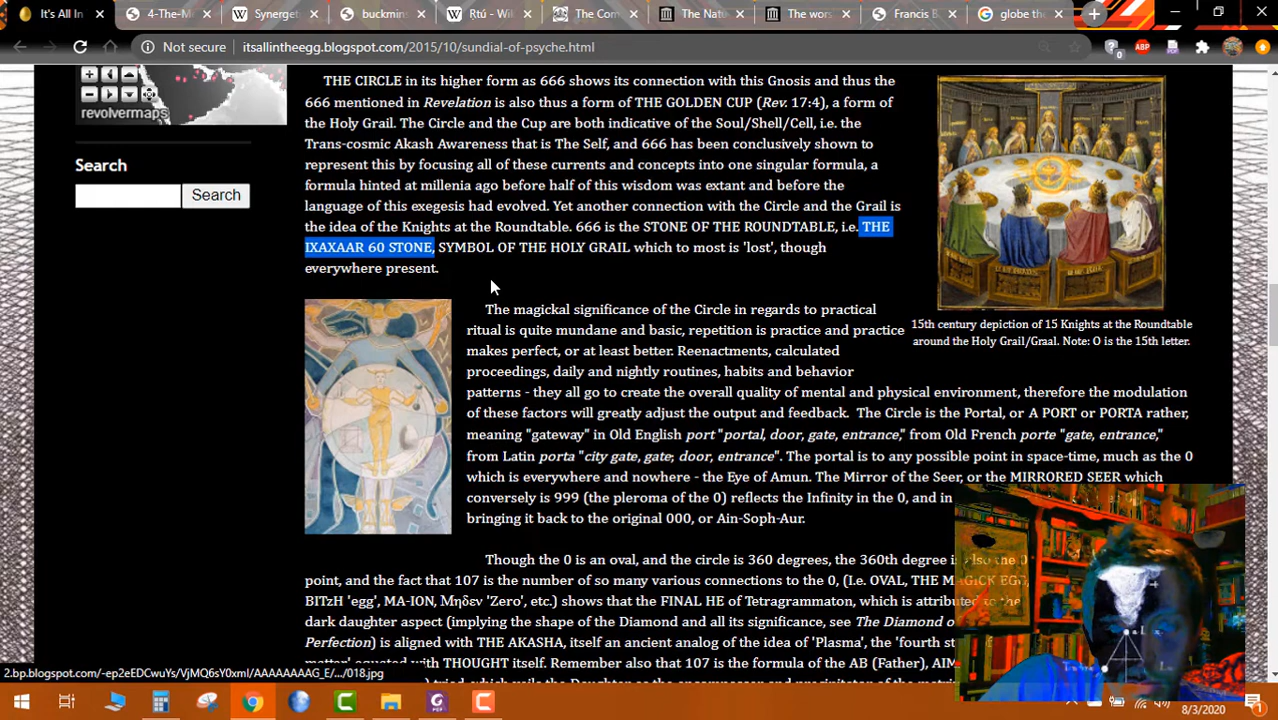 It's All In
4-The-M
Synerget
buckmins
Ṛtú - Wil
The Com
The Nat
The wors
Francis B
globe the
Not secure
itsallintheegg.blogspot.com/2015/10/sundial-of-psyche.html
0
ABP
revolvermaps
Search
Search
THE CIRCLE in its higher form as 666 shows its connection with this Gnosis and thus the
666 mentioned in Revelation is also thus a form of THE GOLDEN CUP (Rev. 17:4), a form of
the Holy Grail. The Circle and the Cup are both indicative of the Soul/Shell/Cell, i.e. the
Trans-cosmic Akash Awareness that is The Self, and 666 has been conclusively shown to
represent this by focusing all of these currents and concepts into one singular formula, a
formula hinted at millenia ago before half of this wisdom was extant and before the
language of this exegesis had evolved. Yet another connection with the Circle and the Grail is
the idea of the Knights at the Roundtable. 666 is the STONE OF THE ROUNDTABLE, i.e. THE
IXAXAAR 60 STONE, SYMBOL OF THE HOLY GRAIL which to most is 'lost', though
everywhere present.
15th century depiction of 15 Knights at the Roundtable
around the Holy Grail/Graal. Note: O is the 15th letter.
The magickal significance of the Circle in regards to practical
ritual is quite mundane and basic, repetition is practice and practice
makes perfect, or at least better. Reenactments, calculated
proceedings, daily and nightly routines, habits and behavior
patterns - they all go to create the overall quality of mental and physical environment, therefore the modulation
of these factors will greatly adjust the output and feedback. The Circle is the Portal, or A PORT or PORTA rather,
meaning "gateway" in Old English port "portal, door, gate, entrance," from Old French porte "gate, entrance,"
from Latin porta "city gate, gate; door, entrance". The portal is to any possible point in space-time, much as the 0
which is everywhere and nowhere - the Eye of Amun. The Mirror of the Seer, or the MIRRORED SEER which
conversely is 999 (the pleroma of the 0) reflects the Infinity in the 0, and in
bringing it back to the original 000, or Ain-Soph-Aur.
Though the 0 is an oval, and the circle is 360 degrees, the 360th degree is also the 0
point, and the fact that 107 is the number of so many various connections to the 0, (I.e. OVAL, THE MAGICK EGG,
BITzH 'egg', MA-ION, Μηδεν 'Zero', etc.) shows that the FINAL HE of Tetragrammaton, which is attributed to the
dark daughter aspect (implying the shape of the Diamond and all its significance, see The Diamond o
Perfection) is aligned with THE AKASHA, itself an ancient analog of the idea of 'Plasma', the 'fourth st
matter' equated with THOUGHT itself. Remember also that 107 is the formula of the AB (Father), AIM
2.bp.blogspot.com/-ep2eEDCwuYs/VjMQ6sY0xmI/AAAAAAAAG_E/.../018.jpg
8/3/2020